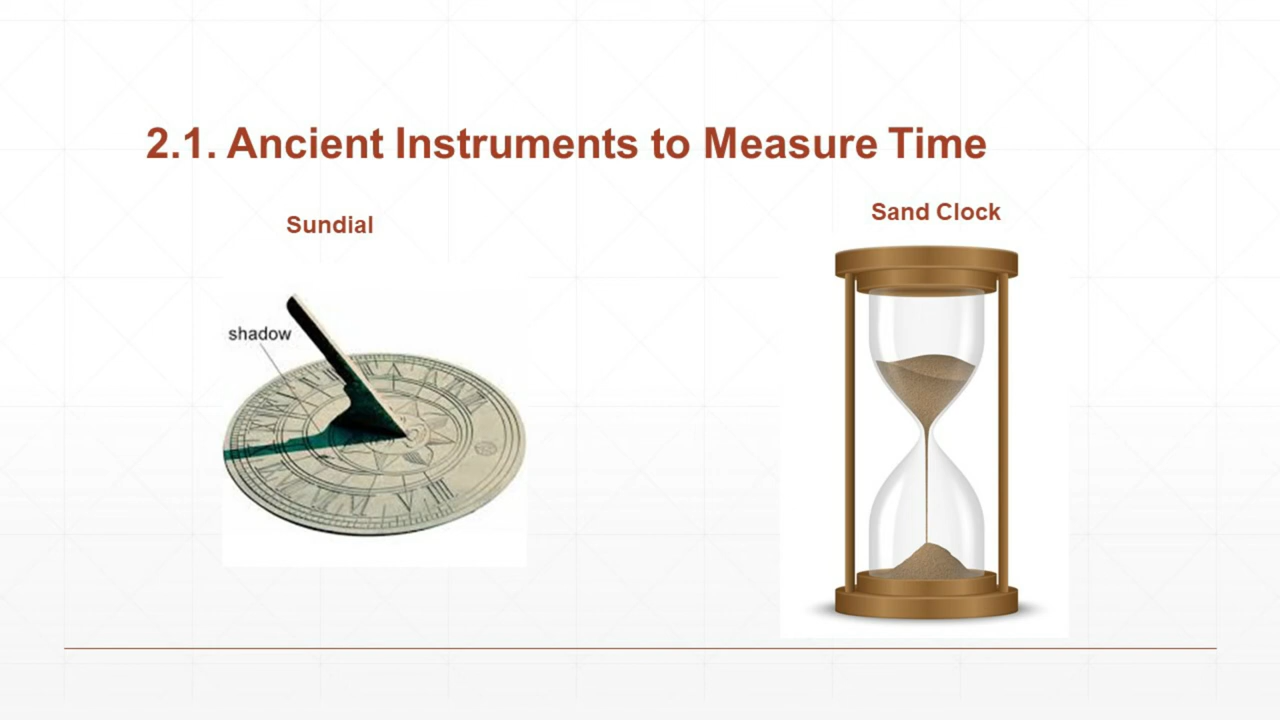 2.1. Ancient Instruments to Measure Time
Sundial
Sand Clock
shadow